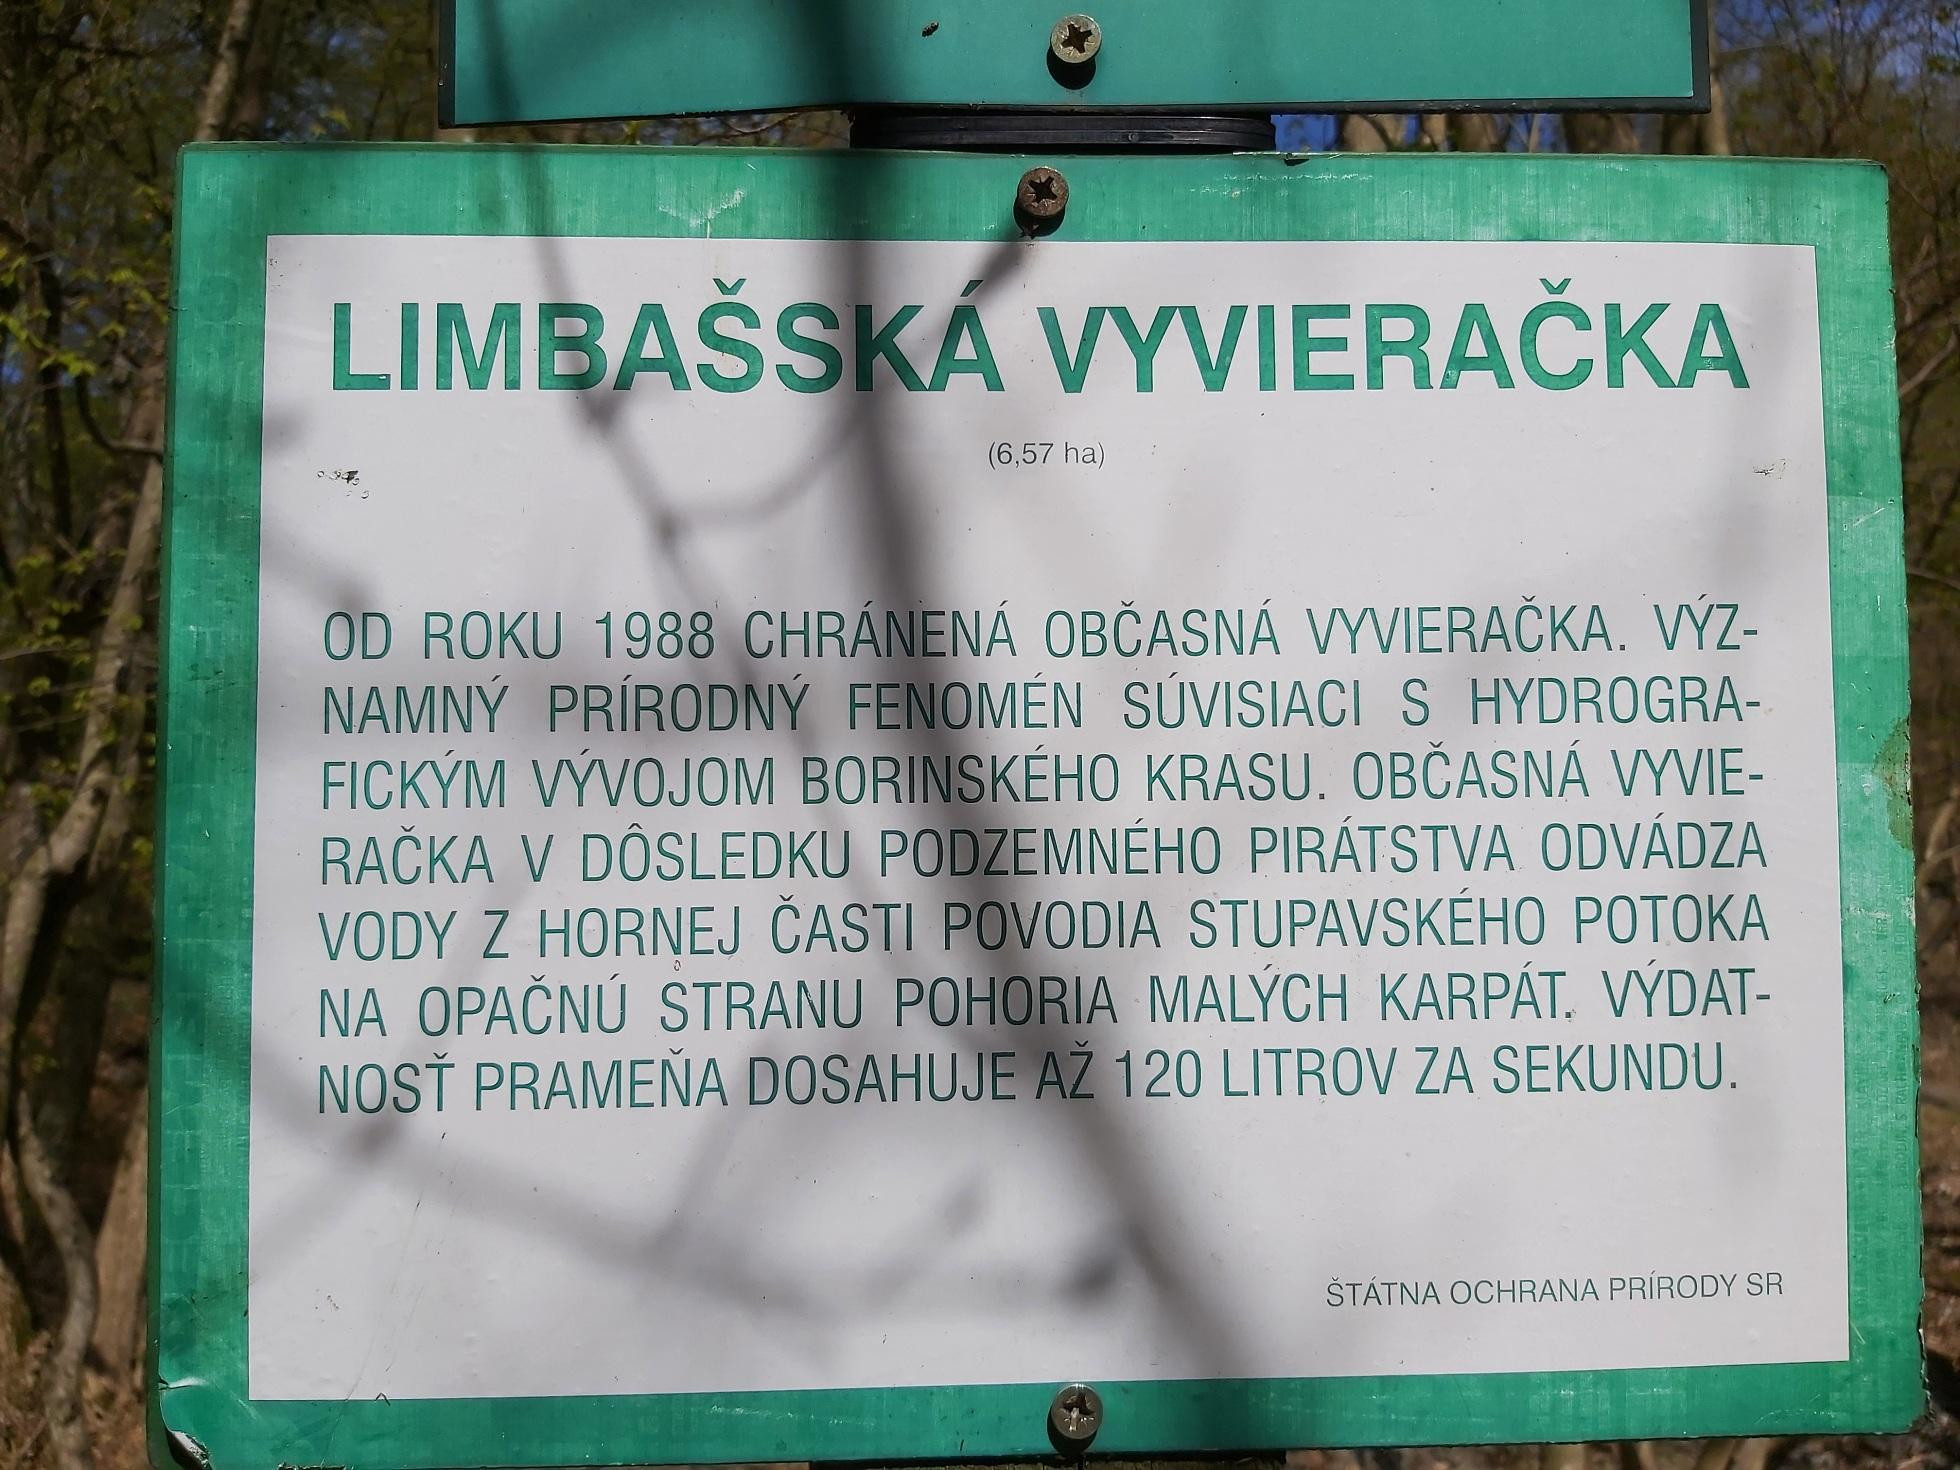 LIMBAŠSKÁ VYVIERAČKA
(6,57 ha)
OD ROKU 1988 CHRÁNENÁ OBČASNÁ VYVIERAČKA. VÝZ-
NAMNÝ PRÍRODNÝ FENOMÉN SÚVISIACI S HYDROGRA-
FICKÝM VÝVOJOM BORINSKÉHO KRASU. OBČASNÁ VYVIE-
RAČKA V DÔSLEDKU PODZEMNÉHO PIRÁTSTVA ODVÁDZA
VODY Z HORNEJ ČASTI POVODIA STUPAVSKÉHO POTOKA
NA OPAČNÚ STRANU POHORIA MALÝCH KARPÁT. VÝDAT-
NOSŤ PRAMEŇA DOSAHUJE AŽ 120 LITROV ZA SEKUNDU.
ŠTÁTNA OCHRANA PRÍRODY SR